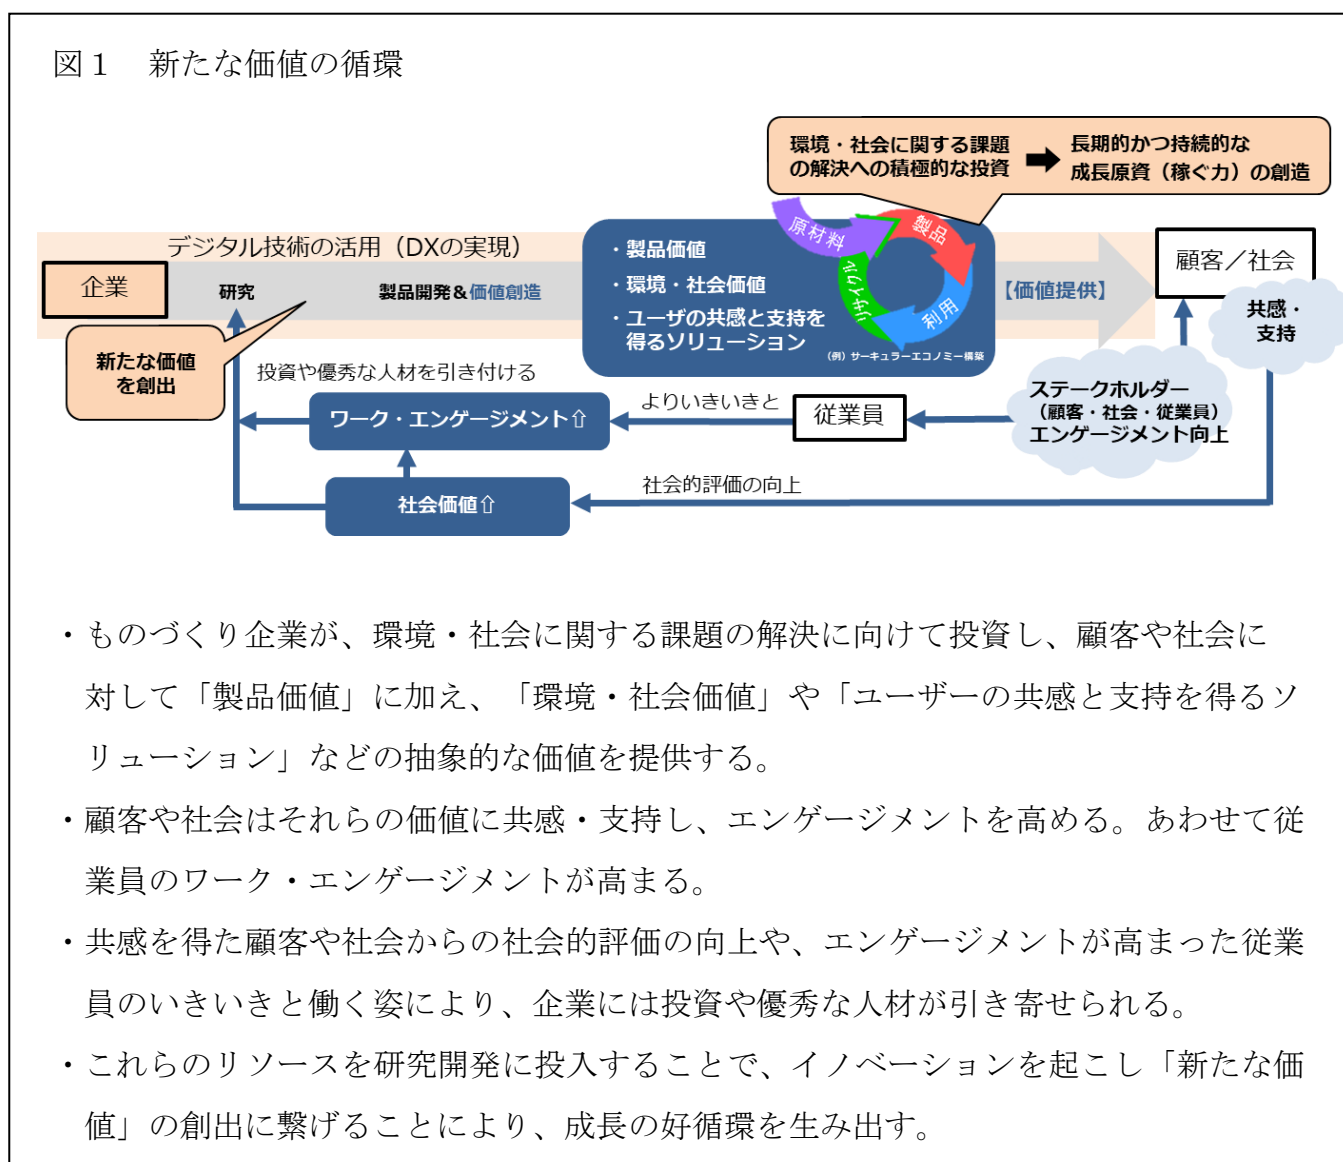 図１　新たな価値の循環
環境・社会に関する課題
の解決への積極的な投資
長期的かつ持続的な
成長原資（稼ぐ力）の創造
デジタル技術の活用（DXの実現）
企業
研究
製品開発＆価値創造
・製品価値
・環境・社会価値
・ユーザの共感と支持を
得るソリューション
原材料
製品
利用
リサイクル
（例）サーキュラーエコノミー構築
【価値提供】
顧客／社会
共感・
支持
新たな価値
を創出
投資や優秀な人材を引き付ける
ワーク・エンゲージメント⇧
よりいきいきと
従業員
ステークホルダー
（顧客・社会・従業員）
エンゲージメント向上
社会価値⇧
社会的評価の向上
・ものづくり企業が、環境・社会に関する課題の解決に向けて投資し、顧客や社会に
対して「製品価値」に加え、「環境・社会価値」や「ユーザーの共感と支持を得るソ
リューション」などの抽象的な価値を提供する。
・顧客や社会はそれらの価値に共感・支持し、エンゲージメントを高める。あわせて従
業員のワーク・エンゲージメントが高まる。
・共感を得た顧客や社会からの社会的評価の向上や、エンゲージメントが高まった従業
員のいきいきと働く姿により、企業には投資や優秀な人材が引き寄せられる。
・これらのリソースを研究開発に投入することで、イノベーションを起こし「新たな価
値」の創出に繋げることにより、成長の好循環を生み出す。